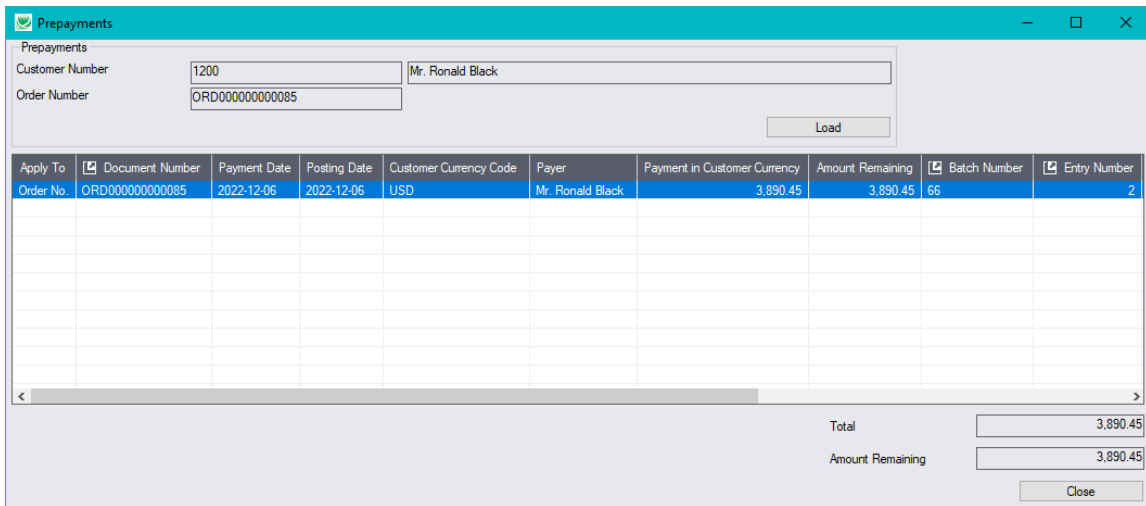 Prepayments
Prepayments
Customer Number 1200 Mr. Ronald Black
Order Number ORD000000000085
Load
Apply To Document Number Payment Date Posting Date Customer Currency Code Payer Payment in Customer Currency Amount Remaining Batch Number Entry Number
Order No. ORD000000000085 2022-12-06 2022-12-06 USD Mr. Ronald Black 3,890.45 3,890.45 66 2
Total 3,890.45
Amount Remaining 3,890.45
Close